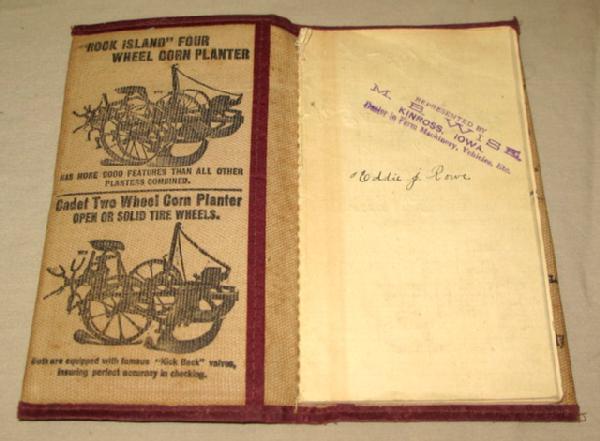 "ROCK ISLAND" FOUR
WHEEL CORN PLANTER
HAS MORE GOOD FEATURES THAN ALL OTHER
PLANTERS COMBINED.
Cadet Two Wheel Corn Planter
OPEN OR SOLID TIRE WHEELS.
Both are equipped with famous "Kick Back" valves,
insuring perfect accuracy in checking.
REPRESENTED BY
M. E. WISE
KINROSS, IOWA
Dealer in Farm Machinery, Vehicles, Etc.
Eddie J. Rowe